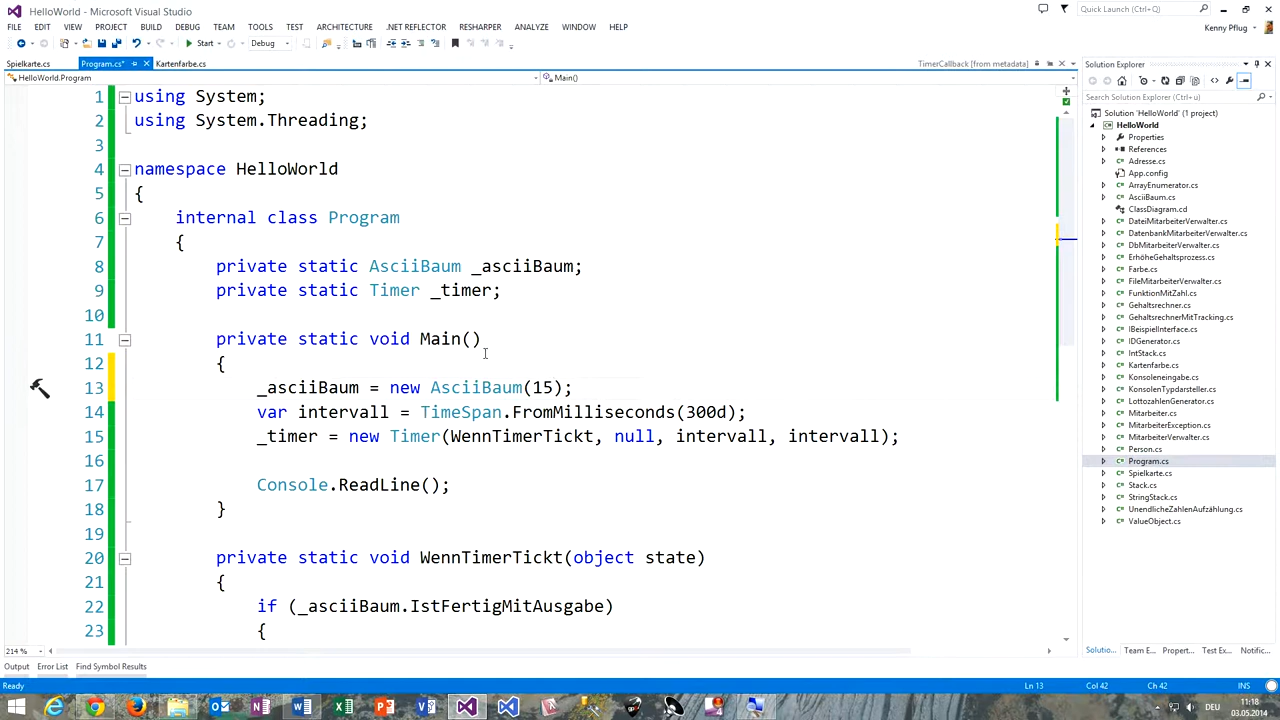 HelloWorld - Microsoft Visual Studio
Quick Launch (Ctrl+Q)
FILE EDIT VIEW PROJECT BUILD DEBUG TEAM TOOLS TEST ARCHITECTURE .NET REFLECTOR RESHARPER ANALYZE WINDOW HELP
Kenny Pflug
Start Debug
Spielkarte.cs Program.cs* Kartenfarbe.cs
TimerCallback [from metadata]
HelloWorld.Program
Main()
1 using System;
2 using System.Threading;
3
4 namespace HelloWorld
5 {
6 internal class Program
7 {
8 private static AsciiBaum _asciiBaum;
9 private static Timer _timer;
10
11 private static void Main()
12 {
13 _asciiBaum = new AsciiBaum(15);
14 var intervall = TimeSpan.FromMilliseconds(300d);
15 _timer = new Timer(WennTimerTickt, null, intervall, intervall);
16
17 Console.ReadLine();
18 }
19
20 private static void WennTimerTickt(object state)
21 {
22 if (_asciiBaum.IstFertigMitAusgabe)
23 {
214 %
Solution Explorer
Search Solution Explorer (Ctrl+ü)
Solution 'HelloWorld' (1 project)
HelloWorld
Properties
References
Adresse.cs
App.config
ArrayEnumerator.cs
AsciiBaum.cs
ClassDiagram.cd
DateiMitarbeiterVerwalter.cs
DatenbankMitarbeiterVerwalter.cs
DbMitarbeiterVerwalter.cs
ErhöheGehaltsprozess.cs
Farbe.cs
FileMitarbeiterVerwalter.cs
FunktionMitZahl.cs
Gehaltsrechner.cs
GehaltsrechnerMitTracking.cs
IBeispielInterface.cs
IDGenerator.cs
IntStack.cs
Kartenfarbe.cs
Konsoleneingabe.cs
KonsolenTypdarsteller.cs
LottozahlenGenerator.cs
Mitarbeiter.cs
MitarbeiterException.cs
MitarbeiterVerwalter.cs
Person.cs
Program.cs
Spielkarte.cs
Stack.cs
StringStack.cs
UnendlicheZahlenAufzählung.cs
ValueObject.cs
Solutio... Team E... Propert... Test Ex... Notific...
Output Error List Find Symbol Results
Ready
Ln 13 Col 42 Ch 42 INS
DEU
11:18
03.05.2014